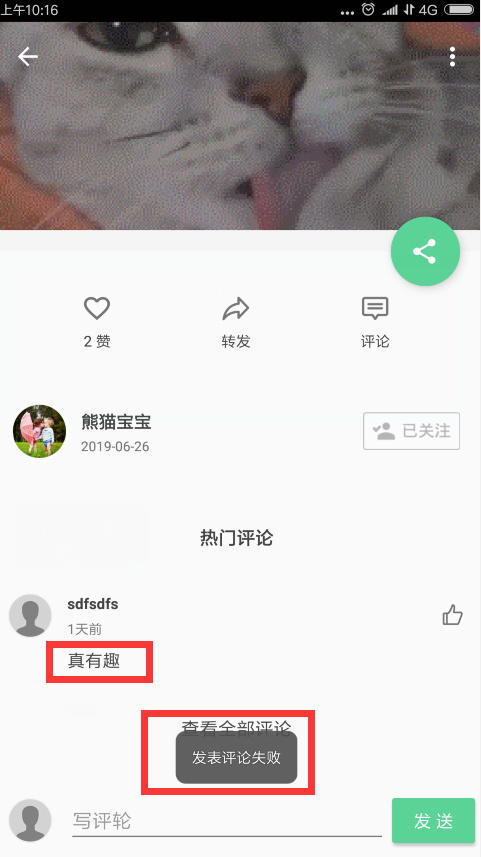 上午10:16
4G
2 赞
转发
评论
熊猫宝宝
2019-06-26
已关注
热门评论
sdfsdfs
1天前
真有趣
查看全部评论
发表评论失败
写评轮
发 送